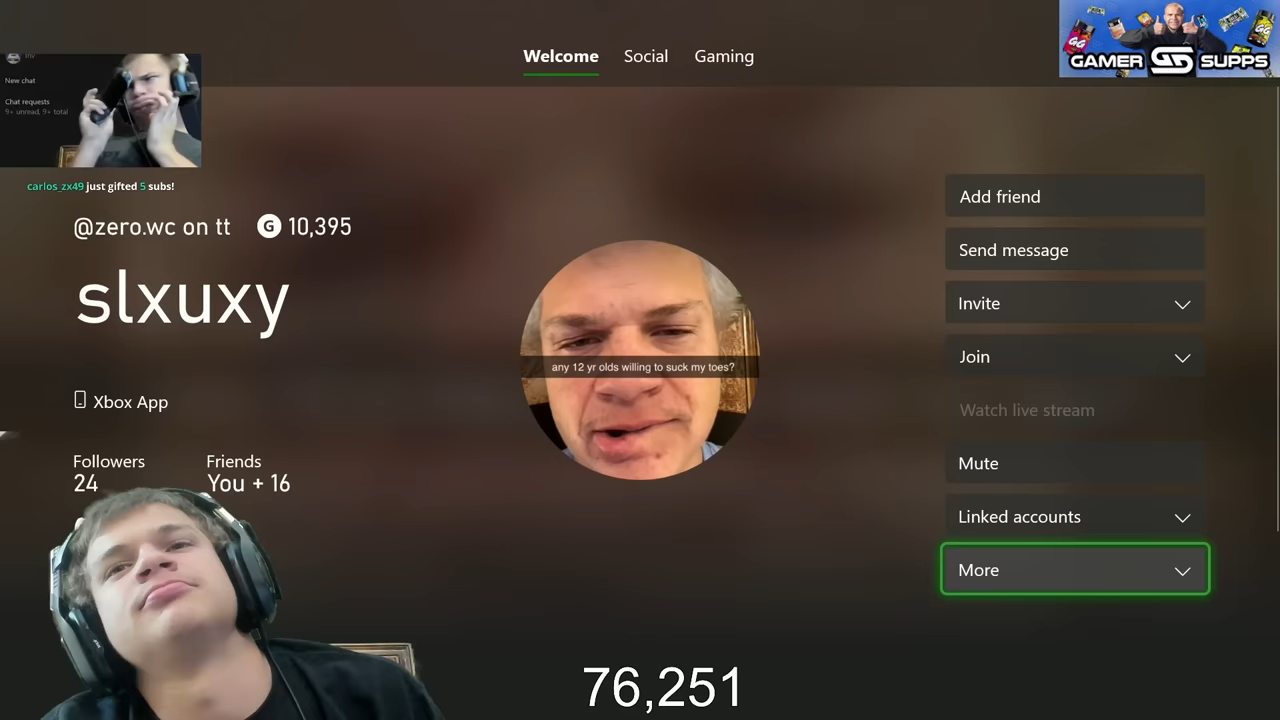 Welcome
Social
Gaming
GAMER
SUPPS
New chat
Chat requests
9+ unread, 9+ total
carlos_zx49 just gifted 5 subs!
@zero.wc on tt
G 10,395
slxuxy
Xbox App
Followers
24
Friends
You + 16
any 12 yr olds willing to suck my toes?
Add friend
Send message
Invite
Join
Watch live stream
Mute
Linked accounts
More
76,251